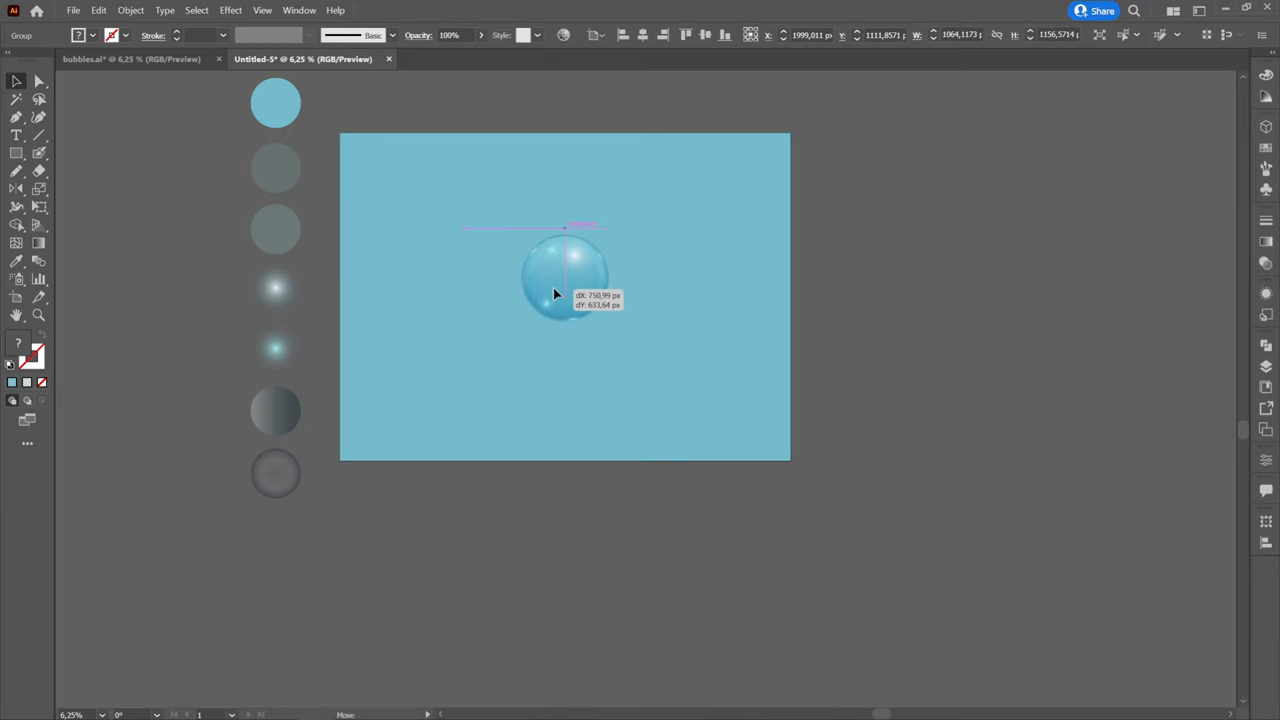 Ai File Edit Object Type Select Effect View Window Help Share
Group ? Stroke: Basic Opacity: 100% Style: X: 1999,011 px Y: 1111,8571 p W: 1064,1173 p H: 1156,5714 p
bubbles.ai* @ 6,25 % (RGB/Preview) × Untitled-5* @ 6,25 % (RGB/Preview) ×
dX: 750,99 px
dY: 633,64 px
?
6,25% 0° 1 Move